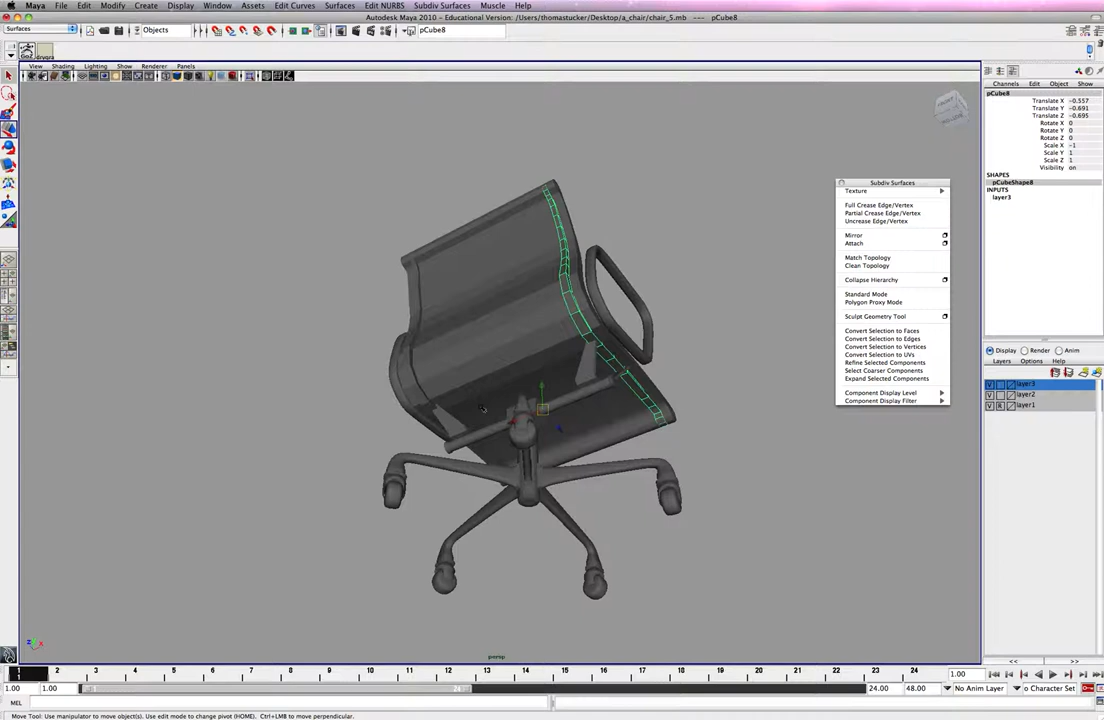 Maya File Edit Modify Create Display Window Assets Edit Curves Surfaces Edit NURBS Subdiv Surfaces Muscle Help
Autodesk Maya 2010 - Educational Version: /Users/thomastucker/Desktop/a_chair/chair_5.mb --- pCube8
Surfaces Objects pCube8
View Shading Lighting Show Renderer Panels
Channels Edit Object Show
pCube8
Translate X -0.557
Translate Y -0.691
Translate Z -0.695
Rotate X 0
Rotate Y 0
Rotate Z 0
Scale X -1
Scale Y 1
Scale Z 1
Visibility on
SHAPES
pCubeShape8
INPUTS
layer3
Subdiv Surfaces
Texture
Full Crease Edge/Vertex
Partial Crease Edge/Vertex
Uncrease Edge/Vertex
Mirror
Attach
Match Topology
Clean Topology
Collapse Hierarchy
Standard Mode
Polygon Proxy Mode
Sculpt Geometry Tool
Convert Selection to Faces
Convert Selection to Edges
Convert Selection to Vertices
Convert Selection to UVs
Refine Selected Components
Select Coarser Components
Expand Selected Components
Component Display Level
Component Display Filter
Display Render Anim
Layers Options Help
V layer3
V layer2
V R layer1
persp
1 2 3 4 5 6 7 8 9 10 11 12 13 14 15 16 17 18 19 20 21 22 23 24 1.00
1.00 1.00 1 24 24.00 48.00 No Anim Layer o Character Set
MEL
Move Tool: Use manipulator to move object(s). Use edit mode to change pivot (HOME). Ctrl+LMB to move perpendicular.